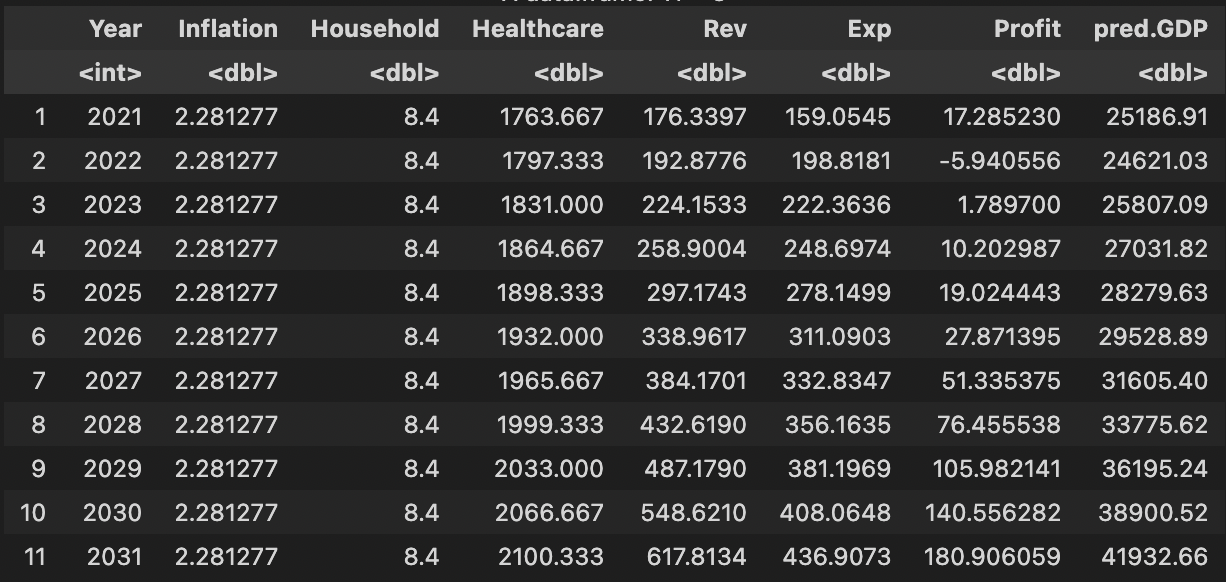 Year Inflation Household Healthcare Rev Exp Profit pred.GDP
<int> <dbl> <dbl> <dbl> <dbl> <dbl> <dbl> <dbl>
1 2021 2.281277 8.4 1763.667 176.3397 159.0545 17.285230 25186.91
2 2022 2.281277 8.4 1797.333 192.8776 198.8181 -5.940556 24621.03
3 2023 2.281277 8.4 1831.000 224.1533 222.3636 1.789700 25807.09
4 2024 2.281277 8.4 1864.667 258.9004 248.6974 10.202987 27031.82
5 2025 2.281277 8.4 1898.333 297.1743 278.1499 19.024443 28279.63
6 2026 2.281277 8.4 1932.000 338.9617 311.0903 27.871395 29528.89
7 2027 2.281277 8.4 1965.667 384.1701 332.8347 51.335375 31605.40
8 2028 2.281277 8.4 1999.333 432.6190 356.1635 76.455538 33775.62
9 2029 2.281277 8.4 2033.000 487.1790 381.1969 105.982141 36195.24
10 2030 2.281277 8.4 2066.667 548.6210 408.0648 140.556282 38900.52
11 2031 2.281277 8.4 2100.333 617.8134 436.9073 180.906059 41932.66